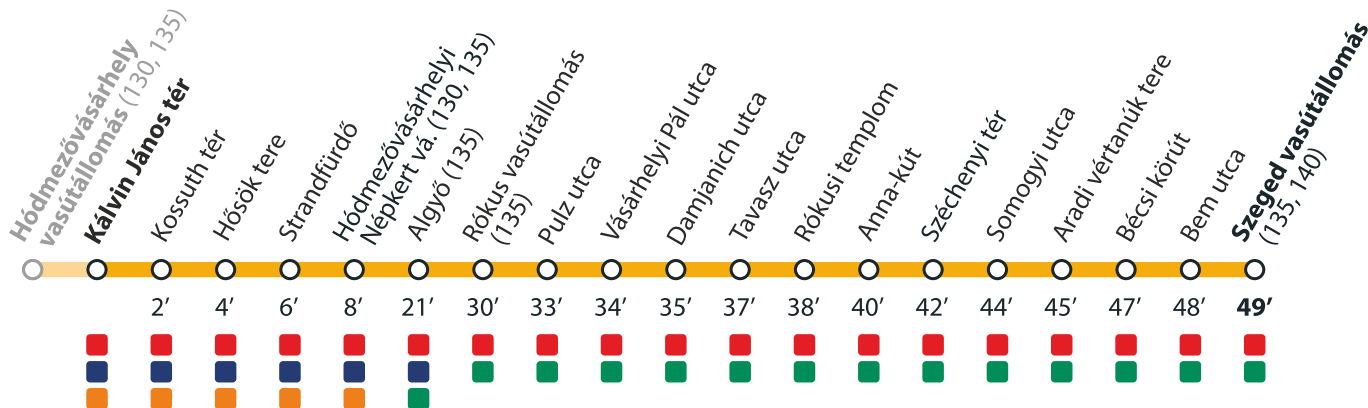 Hódmezővásárhely
vasútállomás (130, 135)
Kálvin János tér
Kossuth tér
Hősök tere
Strandfürdő
Hódmezővásárhelyi
Népkert vá. (130, 135)
Algyő (135)
Rókus vasútállomás
(135)
Pulz utca
Vásárhelyi Pál utca
Damjanich utca
Tavasz utca
Rókusi templom
Anna-kút
Széchenyi tér
Somogyi utca
Aradi vértanúk tere
Bécsi körút
Bem utca
Szeged vasútállomás
(135, 140)
2′ 4′ 6′ 8′ 21′ 30′ 33′ 34′ 35′ 37′ 38′ 40′ 42′ 44′ 45′ 47′ 48′ 49′